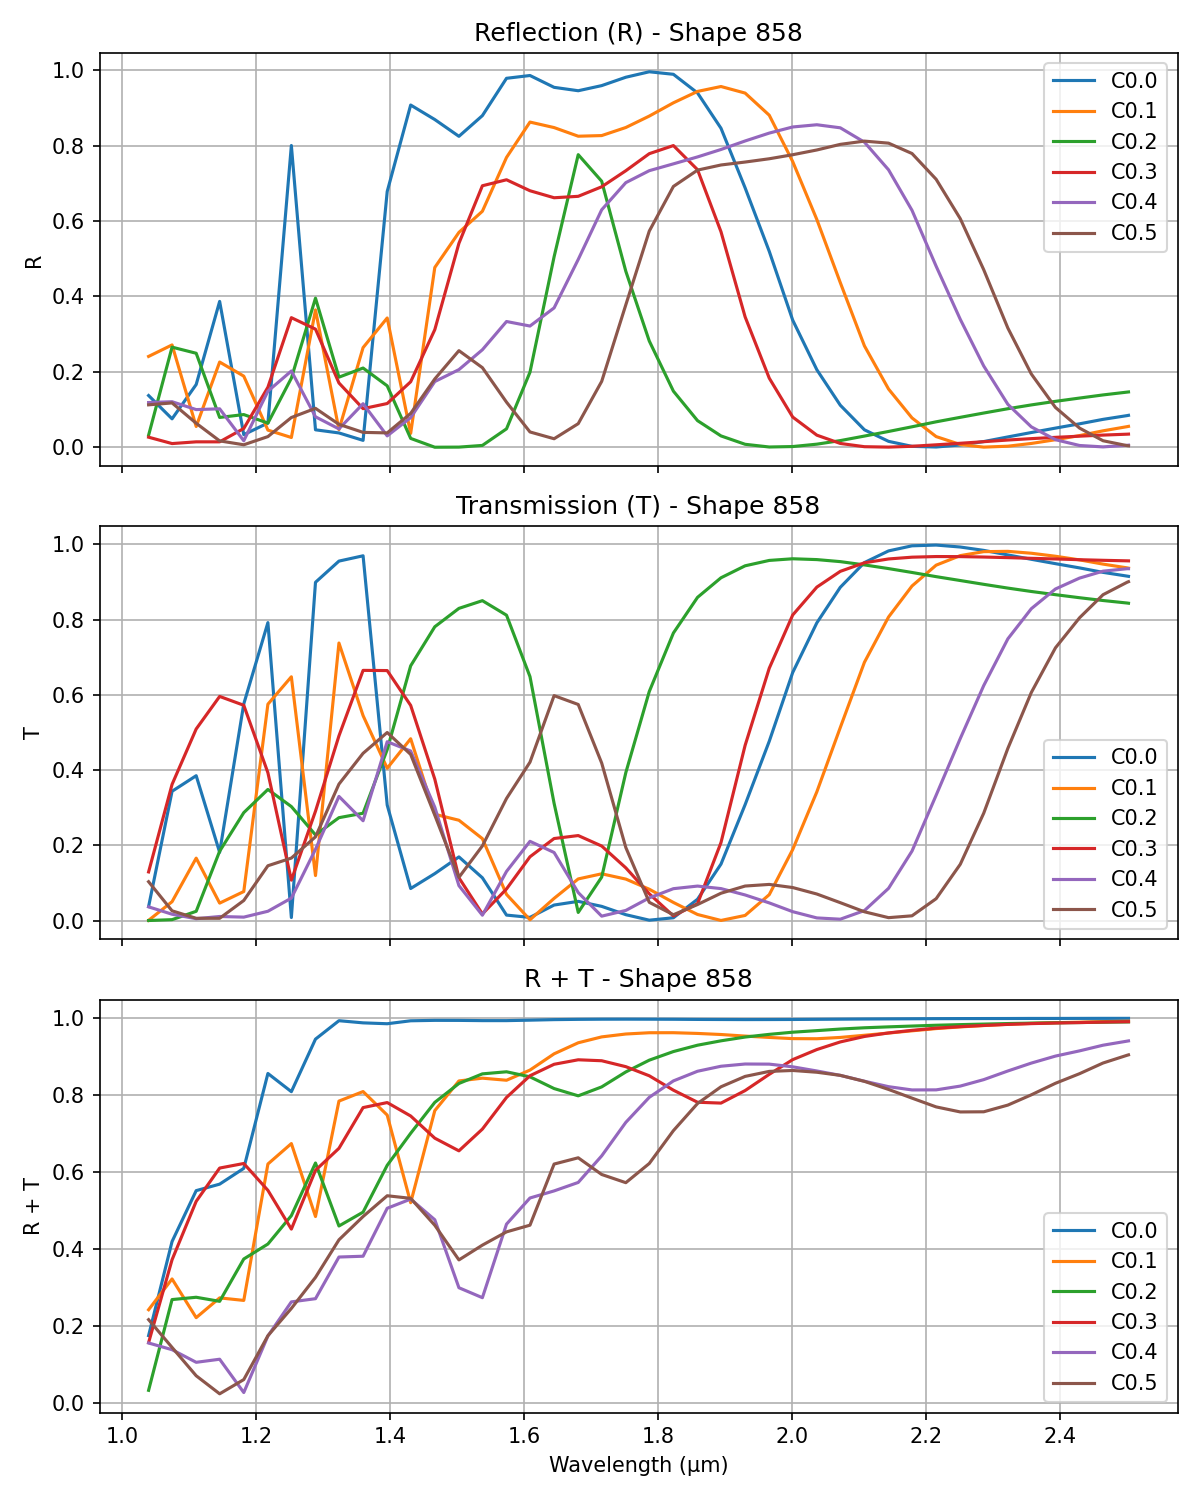 Reflection (R) - Shape 858
1.0
0.8
0.6
0.4
0.2
0.0
R
C0.0
C0.1
C0.2
C0.3
C0.4
C0.5
Transmission (T) - Shape 858
1.0
0.8
0.6
0.4
0.2
0.0
T
C0.0
C0.1
C0.2
C0.3
C0.4
C0.5
R + T - Shape 858
1.0
0.8
0.6
0.4
0.2
0.0
R + T
C0.0
C0.1
C0.2
C0.3
C0.4
C0.5
1.0 1.2 1.4 1.6 1.8 2.0 2.2 2.4
Wavelength (μm)